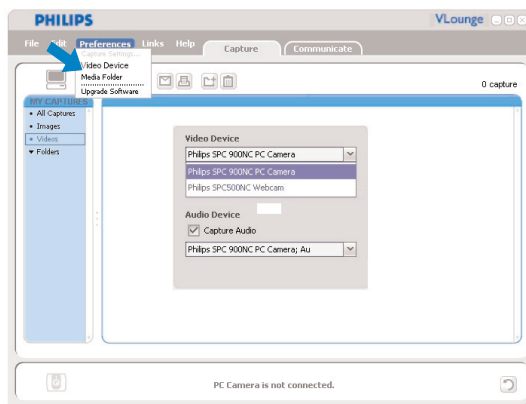 PHILIPS
VLounge
File Edit Preferences Links Help
Capture
Communicate
Capture Settings...
Video Device
Media Folder
Upgrade Software
0 capture
MY CAPTURES
All Captures
Images
Videos
Folders
Video Device
Philips SPC 900NC PC Camera
Philips SPC 900NC PC Camera
Philips SPC500NC Webcam
Audio Device
Capture Audio
Philips SPC 900NC PC Camera; Au
PC Camera is not connected.